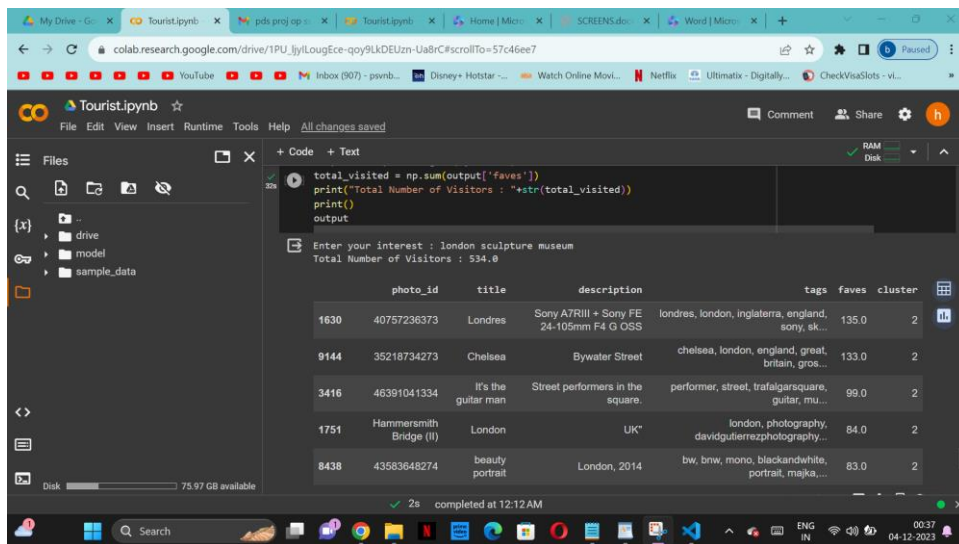 My Drive - Go
Tourist.ipynb
pds proj op sc
Tourist.ipynb
Home | Micro
SCREENS.doc
Word | Micro
colab.research.google.com/drive/1PU_ljylLougEce-qoy9LkDEUzn-Ua8rC#scrollTo=57c46ee7
b Paused
YouTube
Inbox (907) - psvnb...
Disney+ Hotstar -...
Watch Online Movi...
Netflix
Ultimatix - Digitally...
CheckVisaSlots - vi...
Tourist.ipynb
Comment
Share
h
File Edit View Insert Runtime Tools Help All changes saved
Files
+ Code + Text
RAM
Disk
32s
total_visited = np.sum(output['faves'])
print("Total Number of Visitors : "+str(total_visited))
print()
output
..
drive
model
sample_data
{x}
Enter your interest : london sculpture museum
Total Number of Visitors : 534.0
photo_id title description tags faves cluster
1630 40757236373 Londres Sony A7RIII + Sony FE 24-105mm F4 G OSS londres, london, inglaterra, england, sony, sk... 135.0 2
9144 35218734273 Chelsea Bywater Street chelsea, london, england, great, britain, gros... 133.0 2
3416 46391041334 It's the guitar man Street performers in the square. performer, street, trafalgarsquare, guitar, mu... 99.0 2
1751 Hammersmith Bridge (II) London UK" london, photography, davidgutierrezphotography... 84.0 2
8438 43583648274 beauty portrait London, 2014 bw, bnw, mono, blackandwhite, portrait, majka,... 83.0 2
Disk 75.97 GB available
2s completed at 12:12 AM
Search
ENG
IN
00:37
04-12-2023